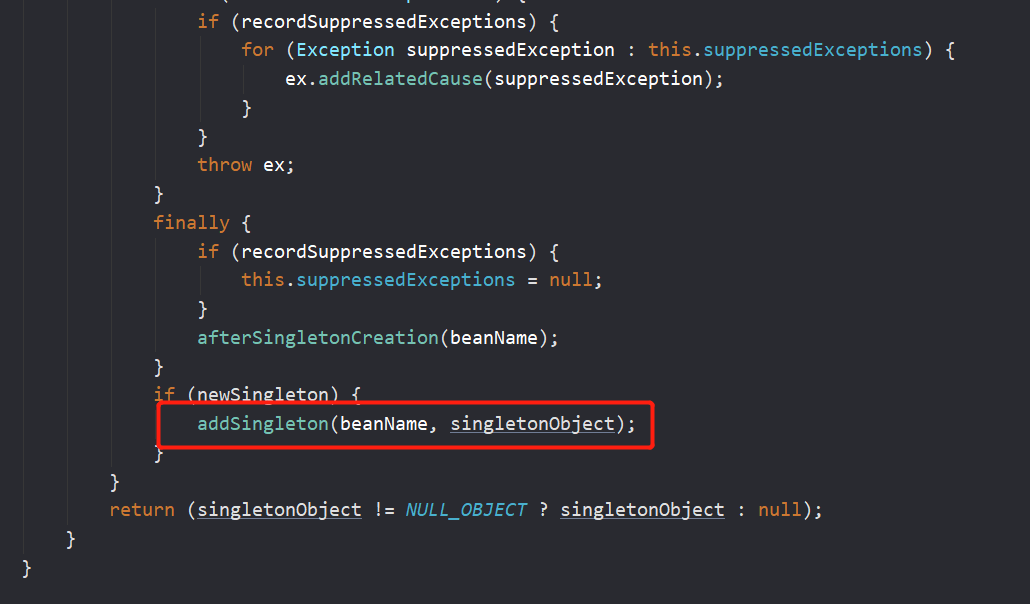 if (recordSuppressedExceptions) {
for (Exception suppressedException : this.suppressedExceptions) {
ex.addRelatedCause(suppressedException);
}
}
throw ex;
}
finally {
if (recordSuppressedExceptions) {
this.suppressedExceptions = null;
}
afterSingletonCreation(beanName);
}
if (newSingleton) {
addSingleton(beanName, singletonObject);
}
}
return (singletonObject != NULL_OBJECT ? singletonObject : null);
}
}